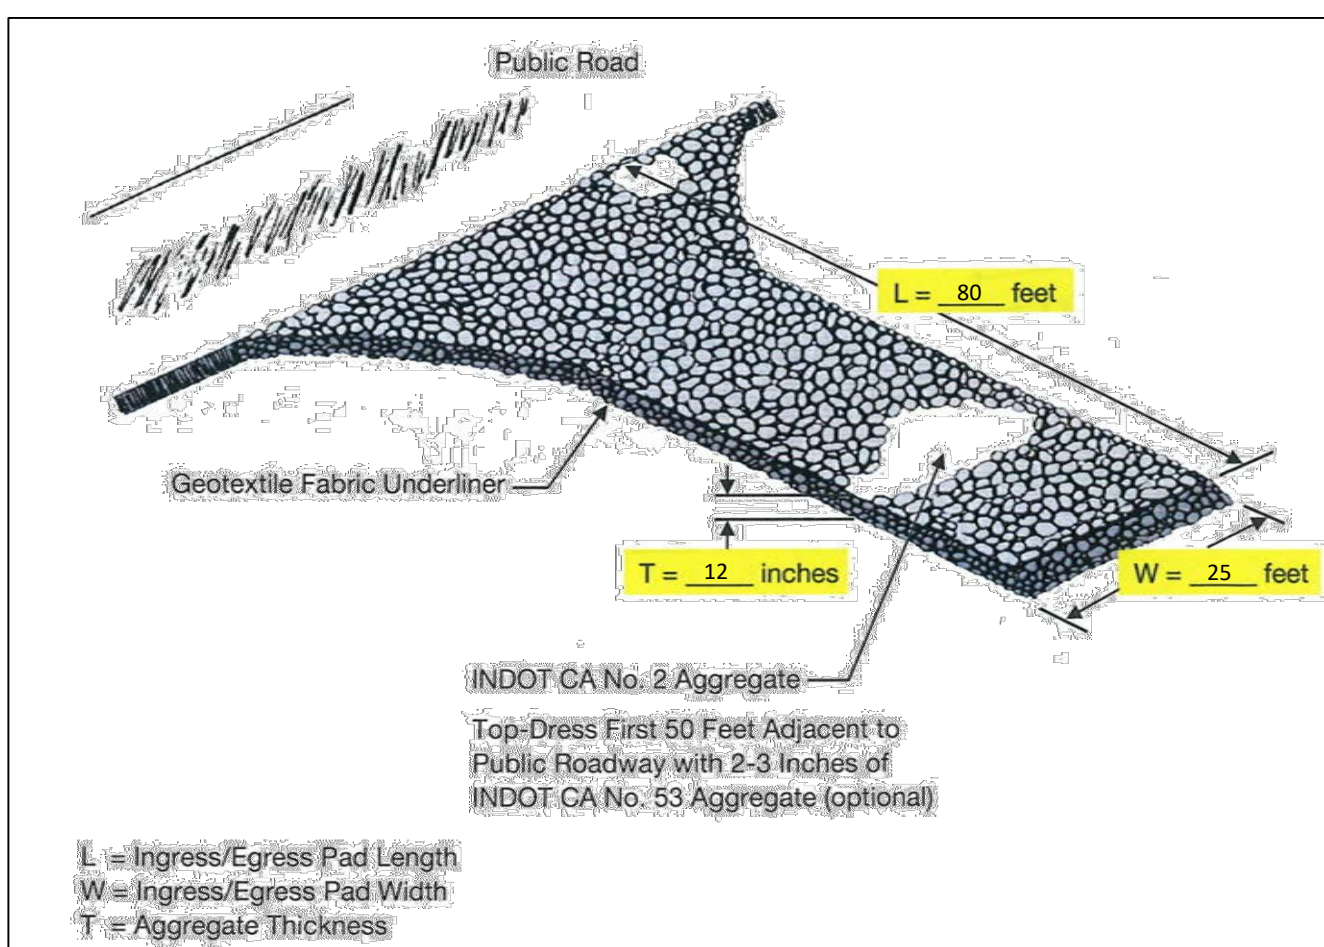 Public Road
L = 80 feet
Geotextile Fabric Underliner
T = 12 inches
W = 25 feet
INDOT CA No. 2 Aggregate
Top-Dress First 50 Feet Adjacent to
Public Roadway with 2-3 Inches of
INDOT CA No. 53 Aggregate (optional)
L = Ingress/Egress Pad Length
W = Ingress/Egress Pad Width
T = Aggregate Thickness